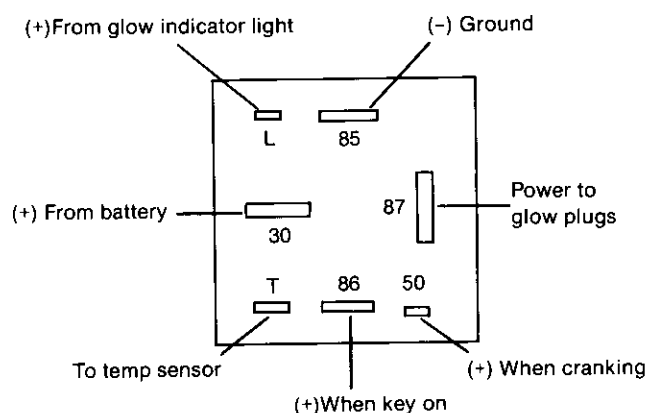 (+)From glow indicator light
(−) Ground
L
85
(+) From battery
30
87
Power to
glow plugs
T
86
50
To temp sensor
(+)When key on
(+) When cranking